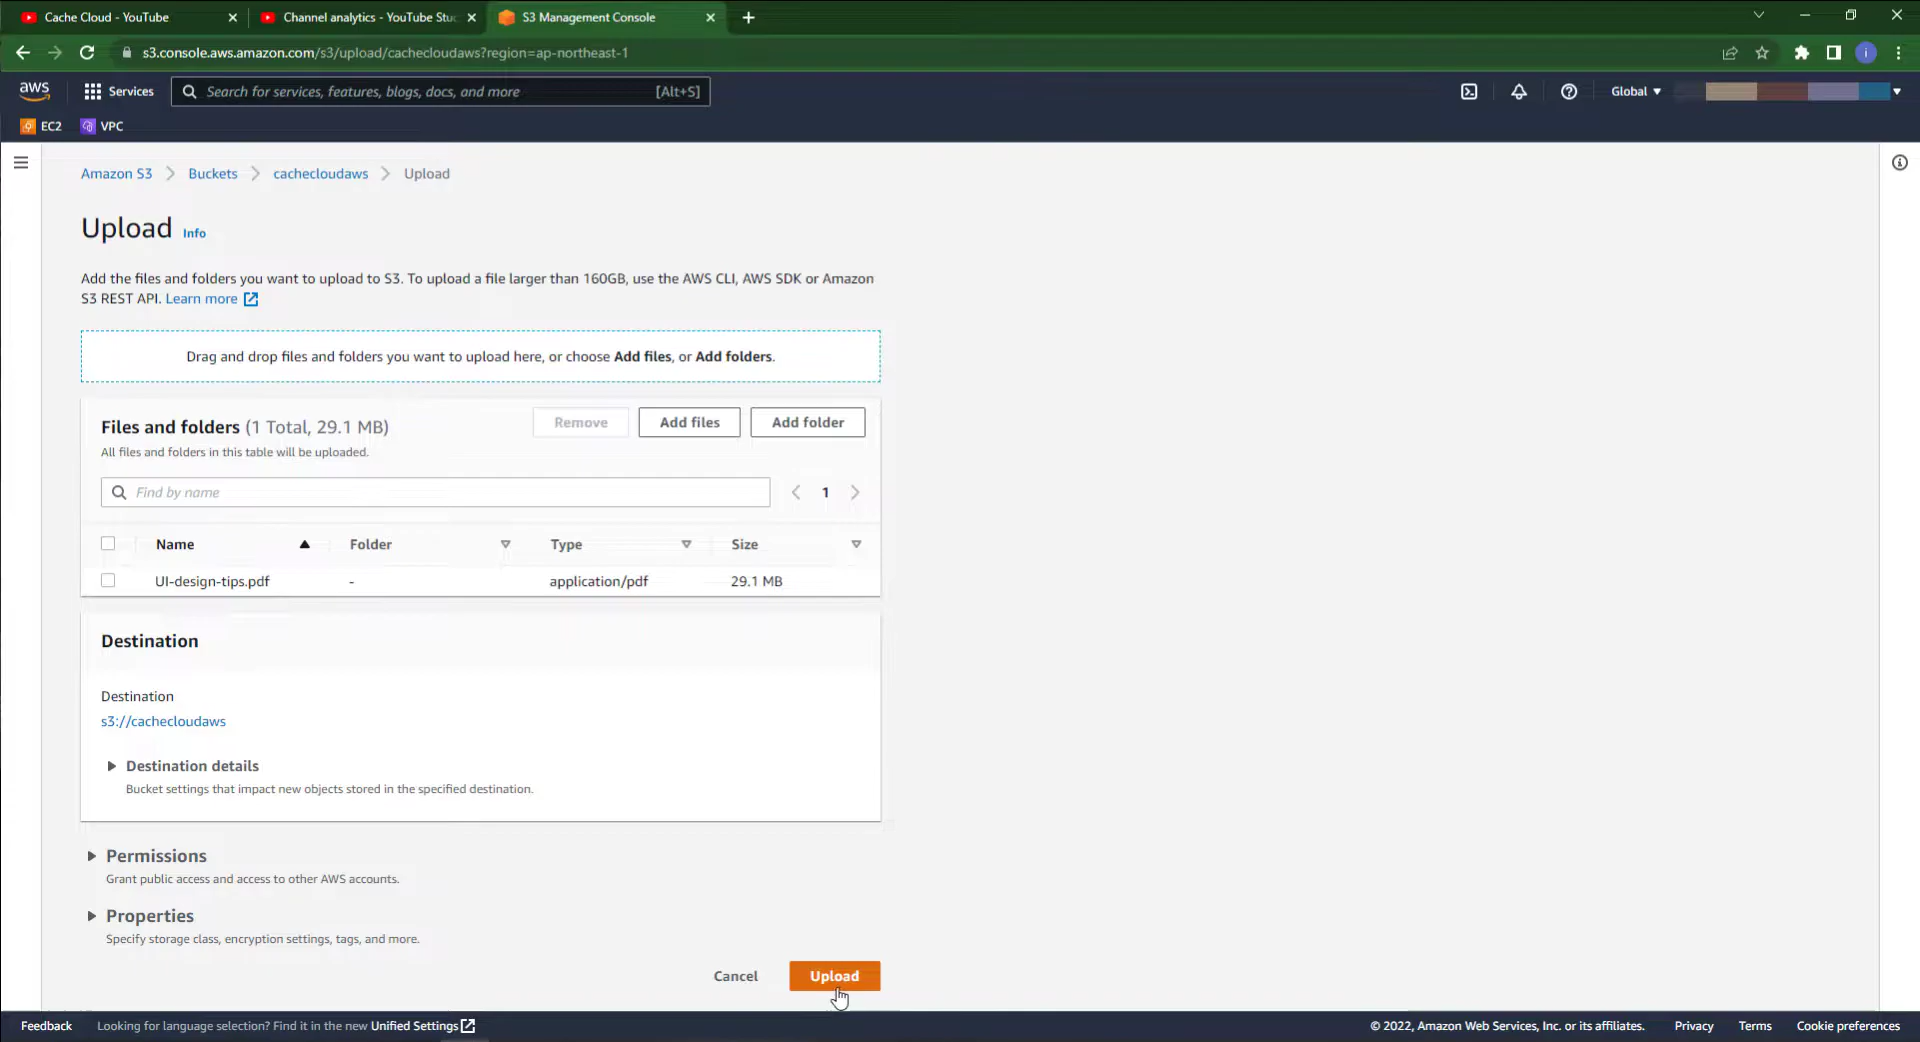 Cache Cloud - YouTube
Channel analytics - YouTube Stu
S3 Management Console
s3.console.aws.amazon.com/s3/upload/cachecloudaws?region=ap-northeast-1
i
aws
Services
Search for services, features, blogs, docs, and more
[Alt+S]
Global
EC2
VPC
Amazon S3
Buckets
cachecloudaws
Upload
Upload
Info
Add the files and folders you want to upload to S3. To upload a file larger than 160GB, use the AWS CLI, AWS SDK or Amazon
S3 REST API. Learn more
Drag and drop files and folders you want to upload here, or choose Add files, or Add folders.
Files and folders (1 Total, 29.1 MB)
Remove
Add files
Add folder
All files and folders in this table will be uploaded.
Find by name
1
Name
Folder
Type
Size
UI-design-tips.pdf
-
application/pdf
29.1 MB
Destination
Destination
s3://cachecloudaws
Destination details
Bucket settings that impact new objects stored in the specified destination.
Permissions
Grant public access and access to other AWS accounts.
Properties
Specify storage class, encryption settings, tags, and more.
Cancel
Upload
Feedback
Looking for language selection? Find it in the new Unified Settings
© 2022, Amazon Web Services, Inc. or its affiliates.
Privacy
Terms
Cookie preferences